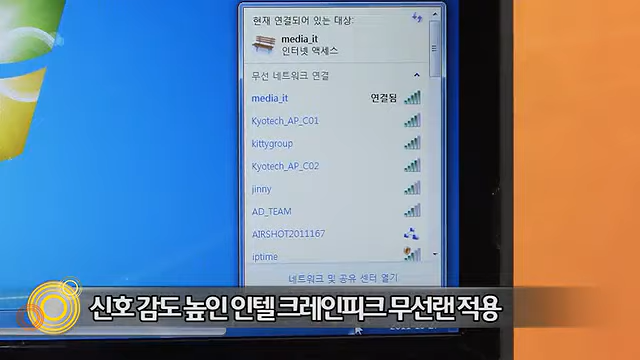 현재 연결되어 있는 대상:
media_it
인터넷 액세스
무선 네트워크 연결
media_it 연결됨
Kyotech_AP_C01
kittygroup
Kyotech_AP_C02
jinny
AD_TEAM
AIRSHOT2011167
iptime
네트워크 및 공유 센터 열기
신호 감도 높인 인텔 크레인피크 무선랜 적용